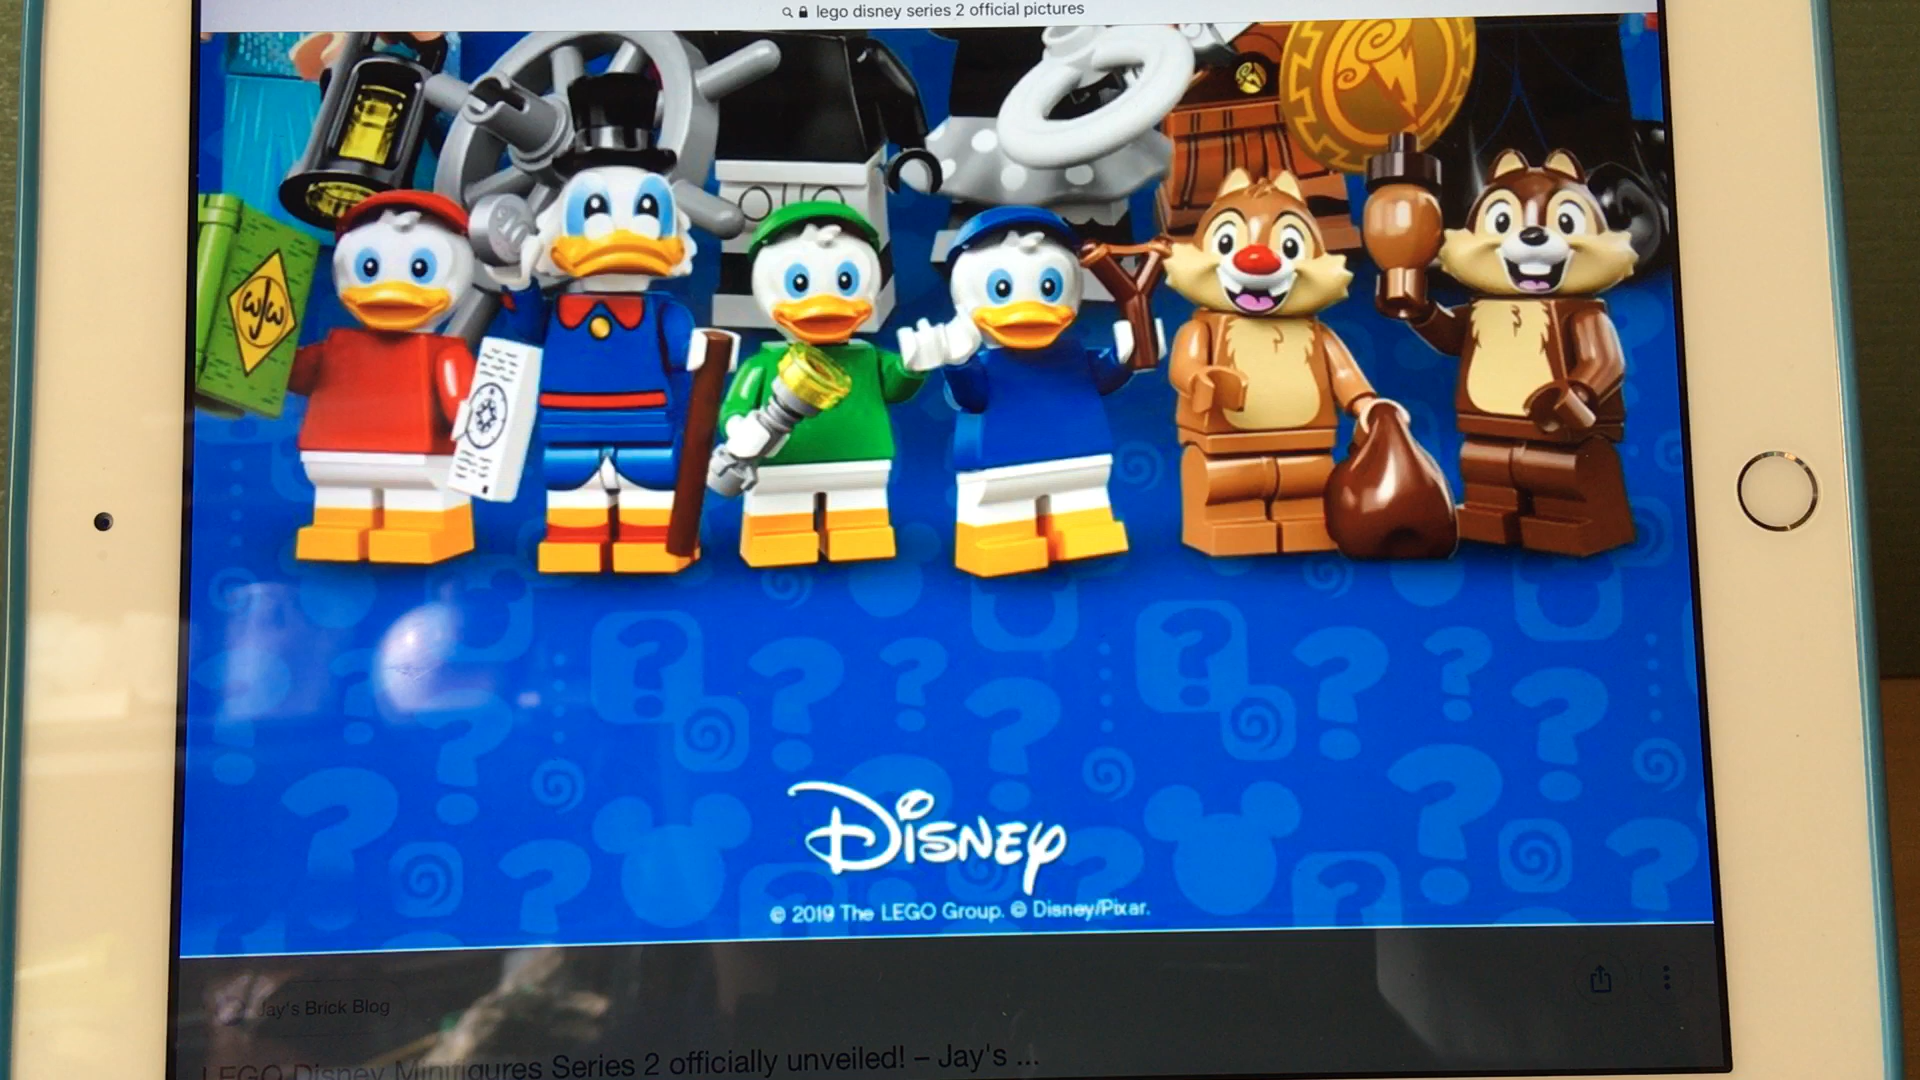 lego disney series 2 official pictures
WJW
Disney
© 2019 The LEGO Group. © Disney/Pixar.
Jay's Brick Blog
LEGO Disney Minifigures Series 2 officially unveiled! – Jay's ...